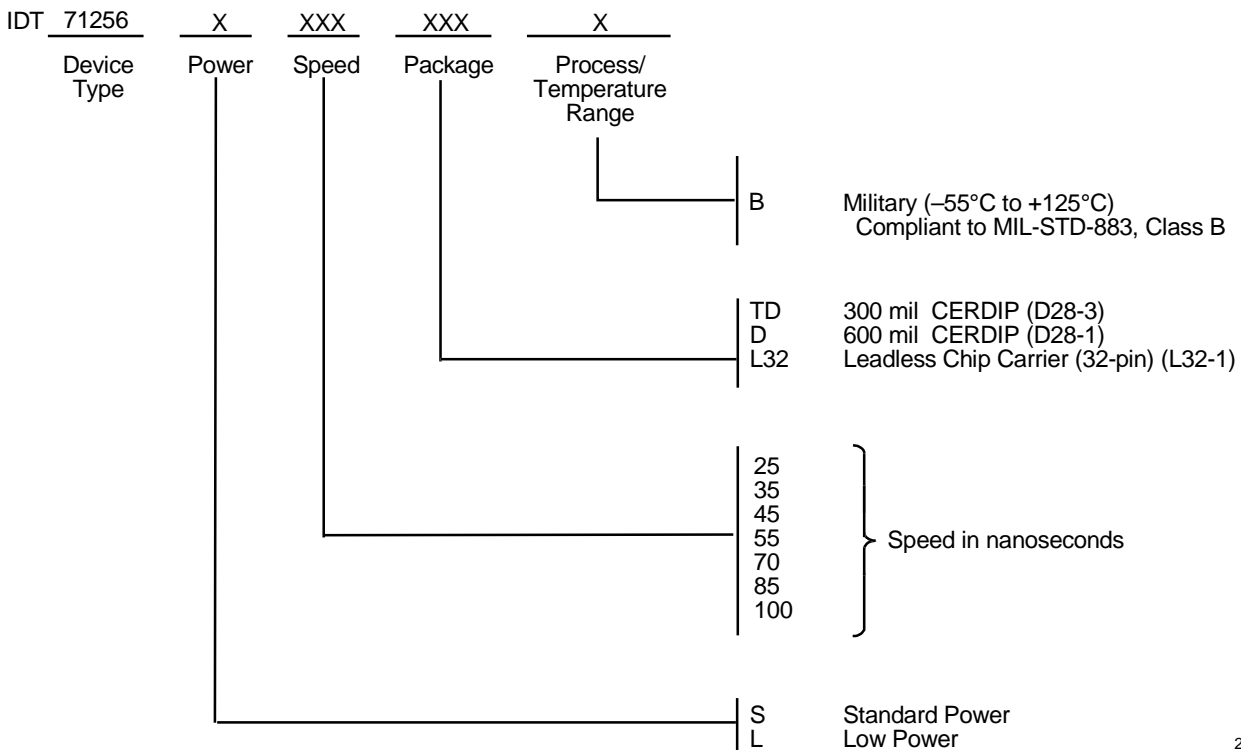 IDT 71256 X XXX XXX X
Device Type
Power
Speed
Package
Process/
Temperature
Range
B Military (–55°C to +125°C)
Compliant to MIL-STD-883, Class B
TD 300 mil CERDIP (D28-3)
D 600 mil CERDIP (D28-1)
L32 Leadless Chip Carrier (32-pin) (L32-1)
25
35
45
55
70
85
100
Speed in nanoseconds
S Standard Power
L Low Power
2